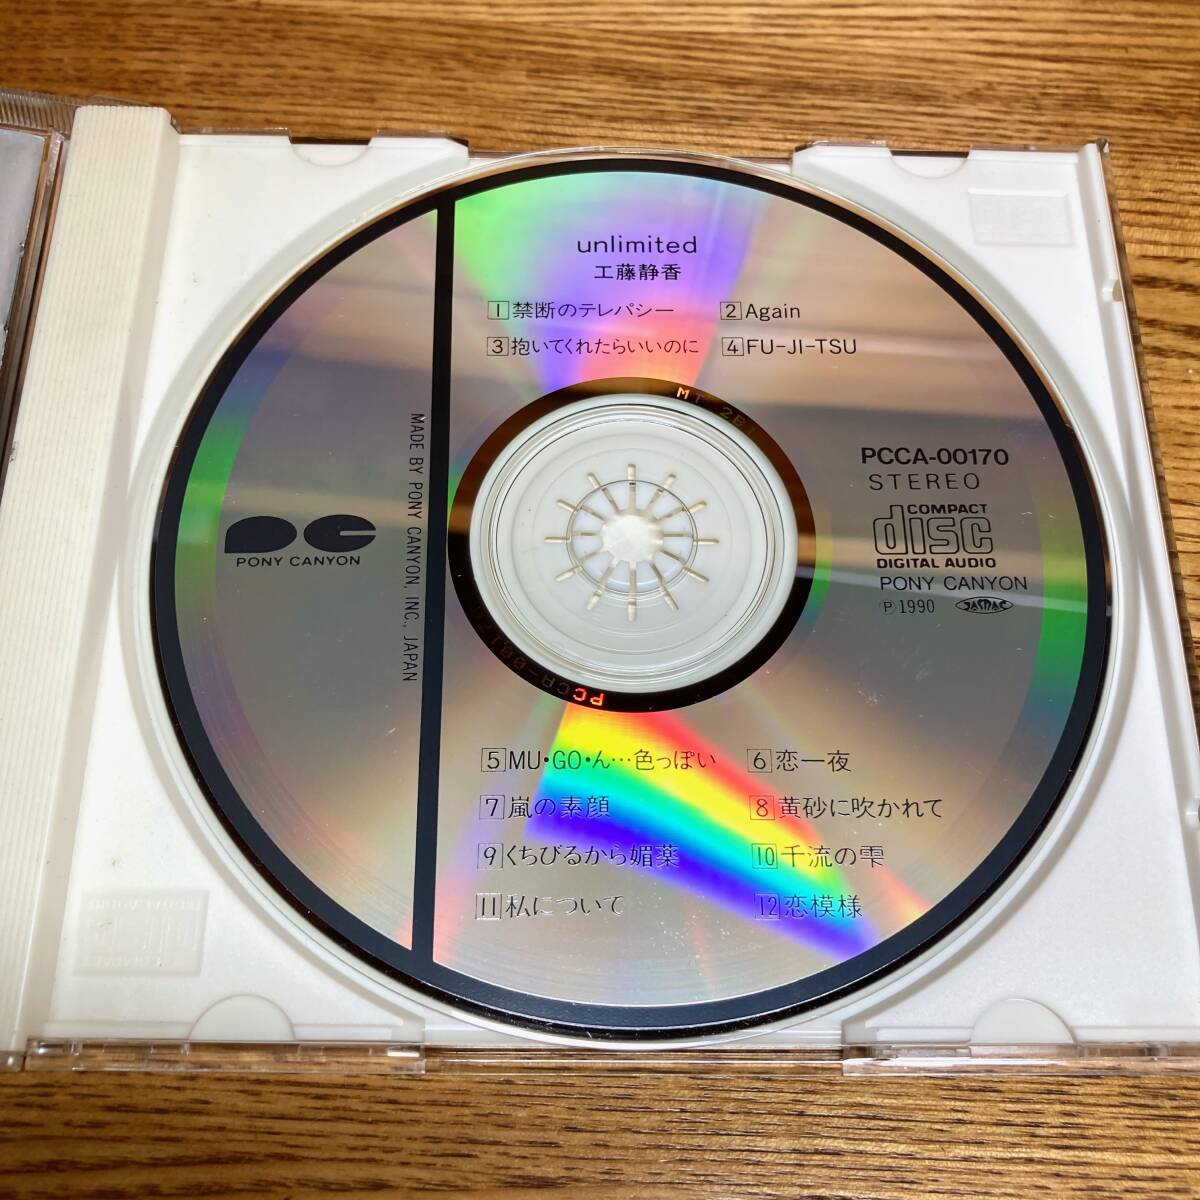 unlimited
工藤静香
1 禁断のテレパシー 2 Again
3 抱いてくれたらいいのに 4 FU-JI-TSU
MADE BY PONY CANYON, INC., JAPAN
PONY CANYON
PCCA-00170
STEREO
COMPACT
disc
DIGITAL AUDIO
PONY CANYON
Ⓟ 1990 JASRAC
5 MU・GO・ん…色っぽい 6 恋一夜
7 嵐の素顔 8 黄砂に吹かれて
9 くちびるから媚薬 10 千流の雫
11 私について 12 恋模様